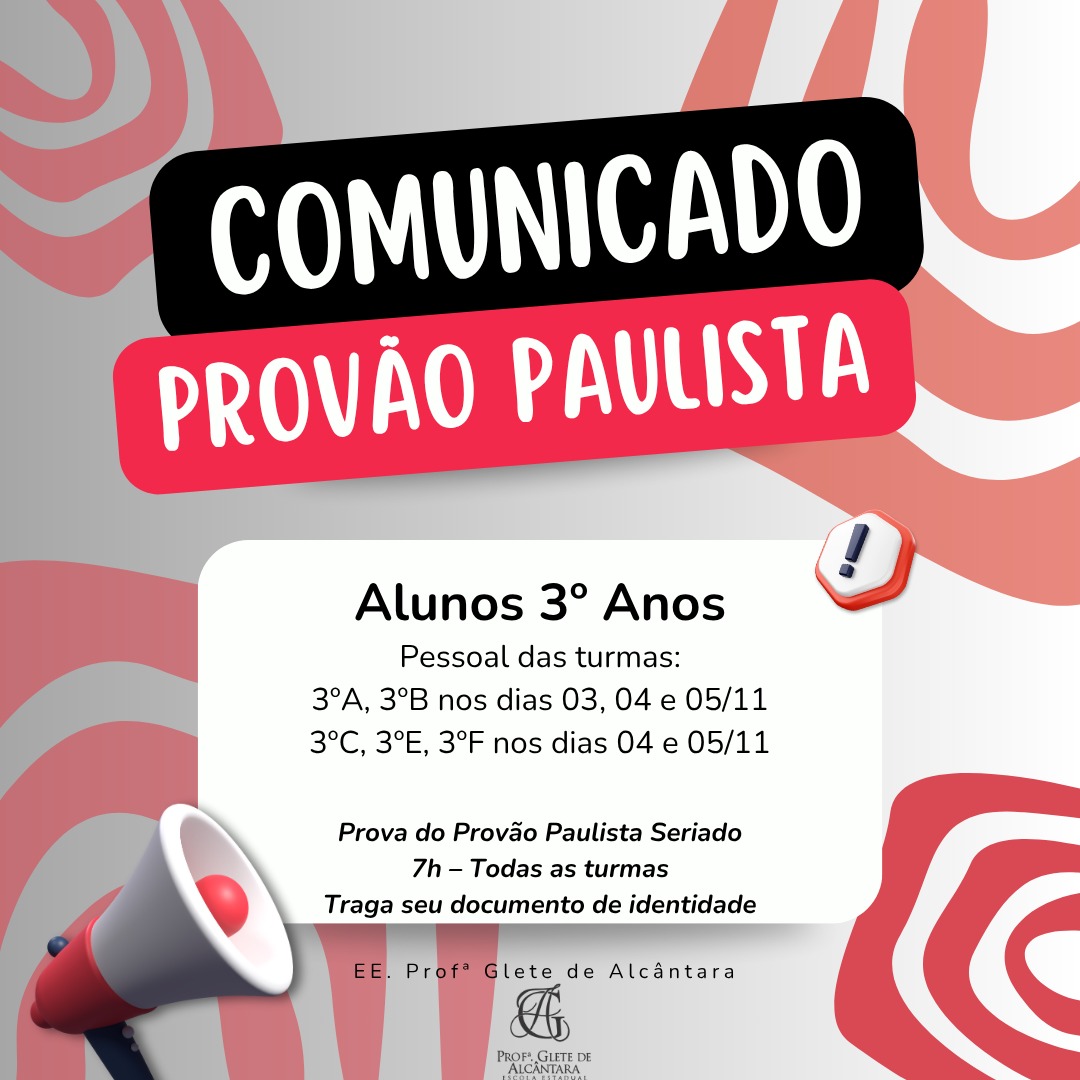 COMUNICADO
PROVÃO PAULISTA
!
Alunos 3º Anos
Pessoal das turmas:
3ºA, 3ºB nos dias 03, 04 e 05/11
3ºC, 3ºE, 3ºF nos dias 04 e 05/11
Prova do Provão Paulista Seriado
7h – Todas as turmas
Traga seu documento de identidade
EE. Profª Glete de Alcântara
PROFª. GLETE DE
ALCÂNTARA
ESCOLA ESTADUAL